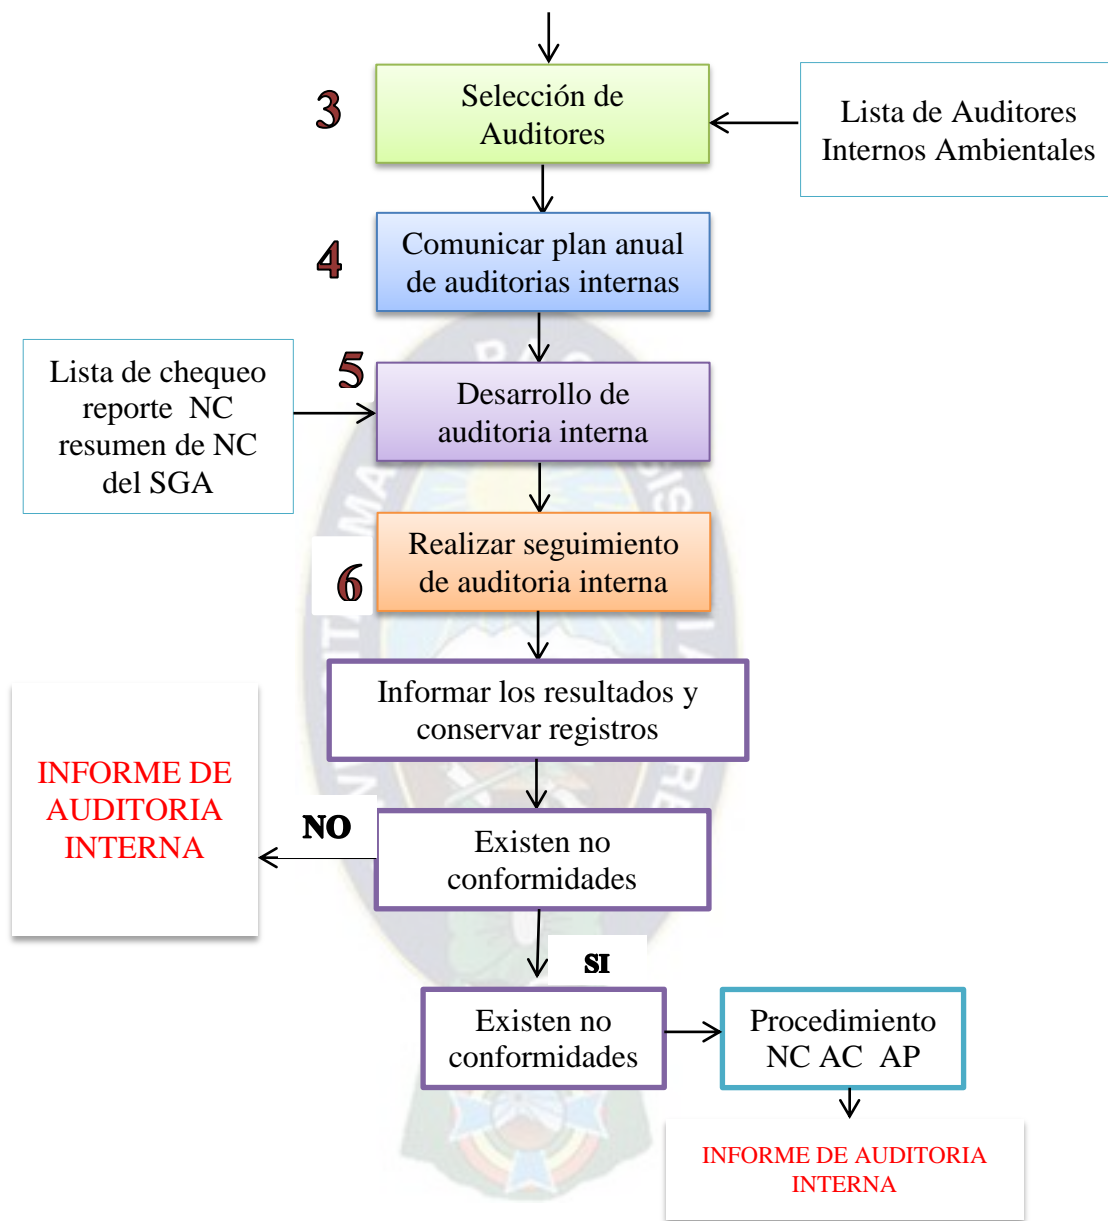 3
Selección de
Auditores
Lista de Auditores
Internos Ambientales
4
Comunicar plan anual
de auditorias internas
Lista de chequeo
reporte NC
resumen de NC
del SGA
5
Desarrollo de
auditoria interna
6
Realizar seguimiento
de auditoria interna
Informar los resultados y
conservar registros
INFORME DE
AUDITORIA
INTERNA
NO
Existen no
conformidades
SI
Existen no
conformidades
Procedimiento
NC AC AP
INFORME DE AUDITORIA
INTERNA